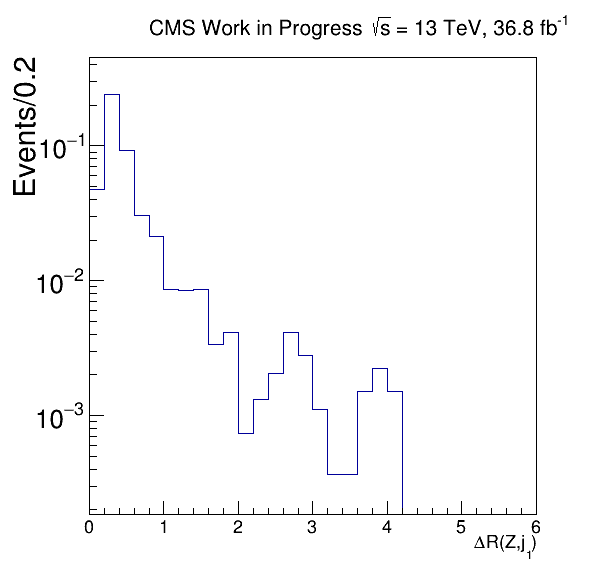 CMS Work in Progress √s = 13 TeV, 36.8 fb⁻¹
Events/0.2
10⁻¹
10⁻²
10⁻³
0 1 2 3 4 5 6
ΔR(Z,j₁)